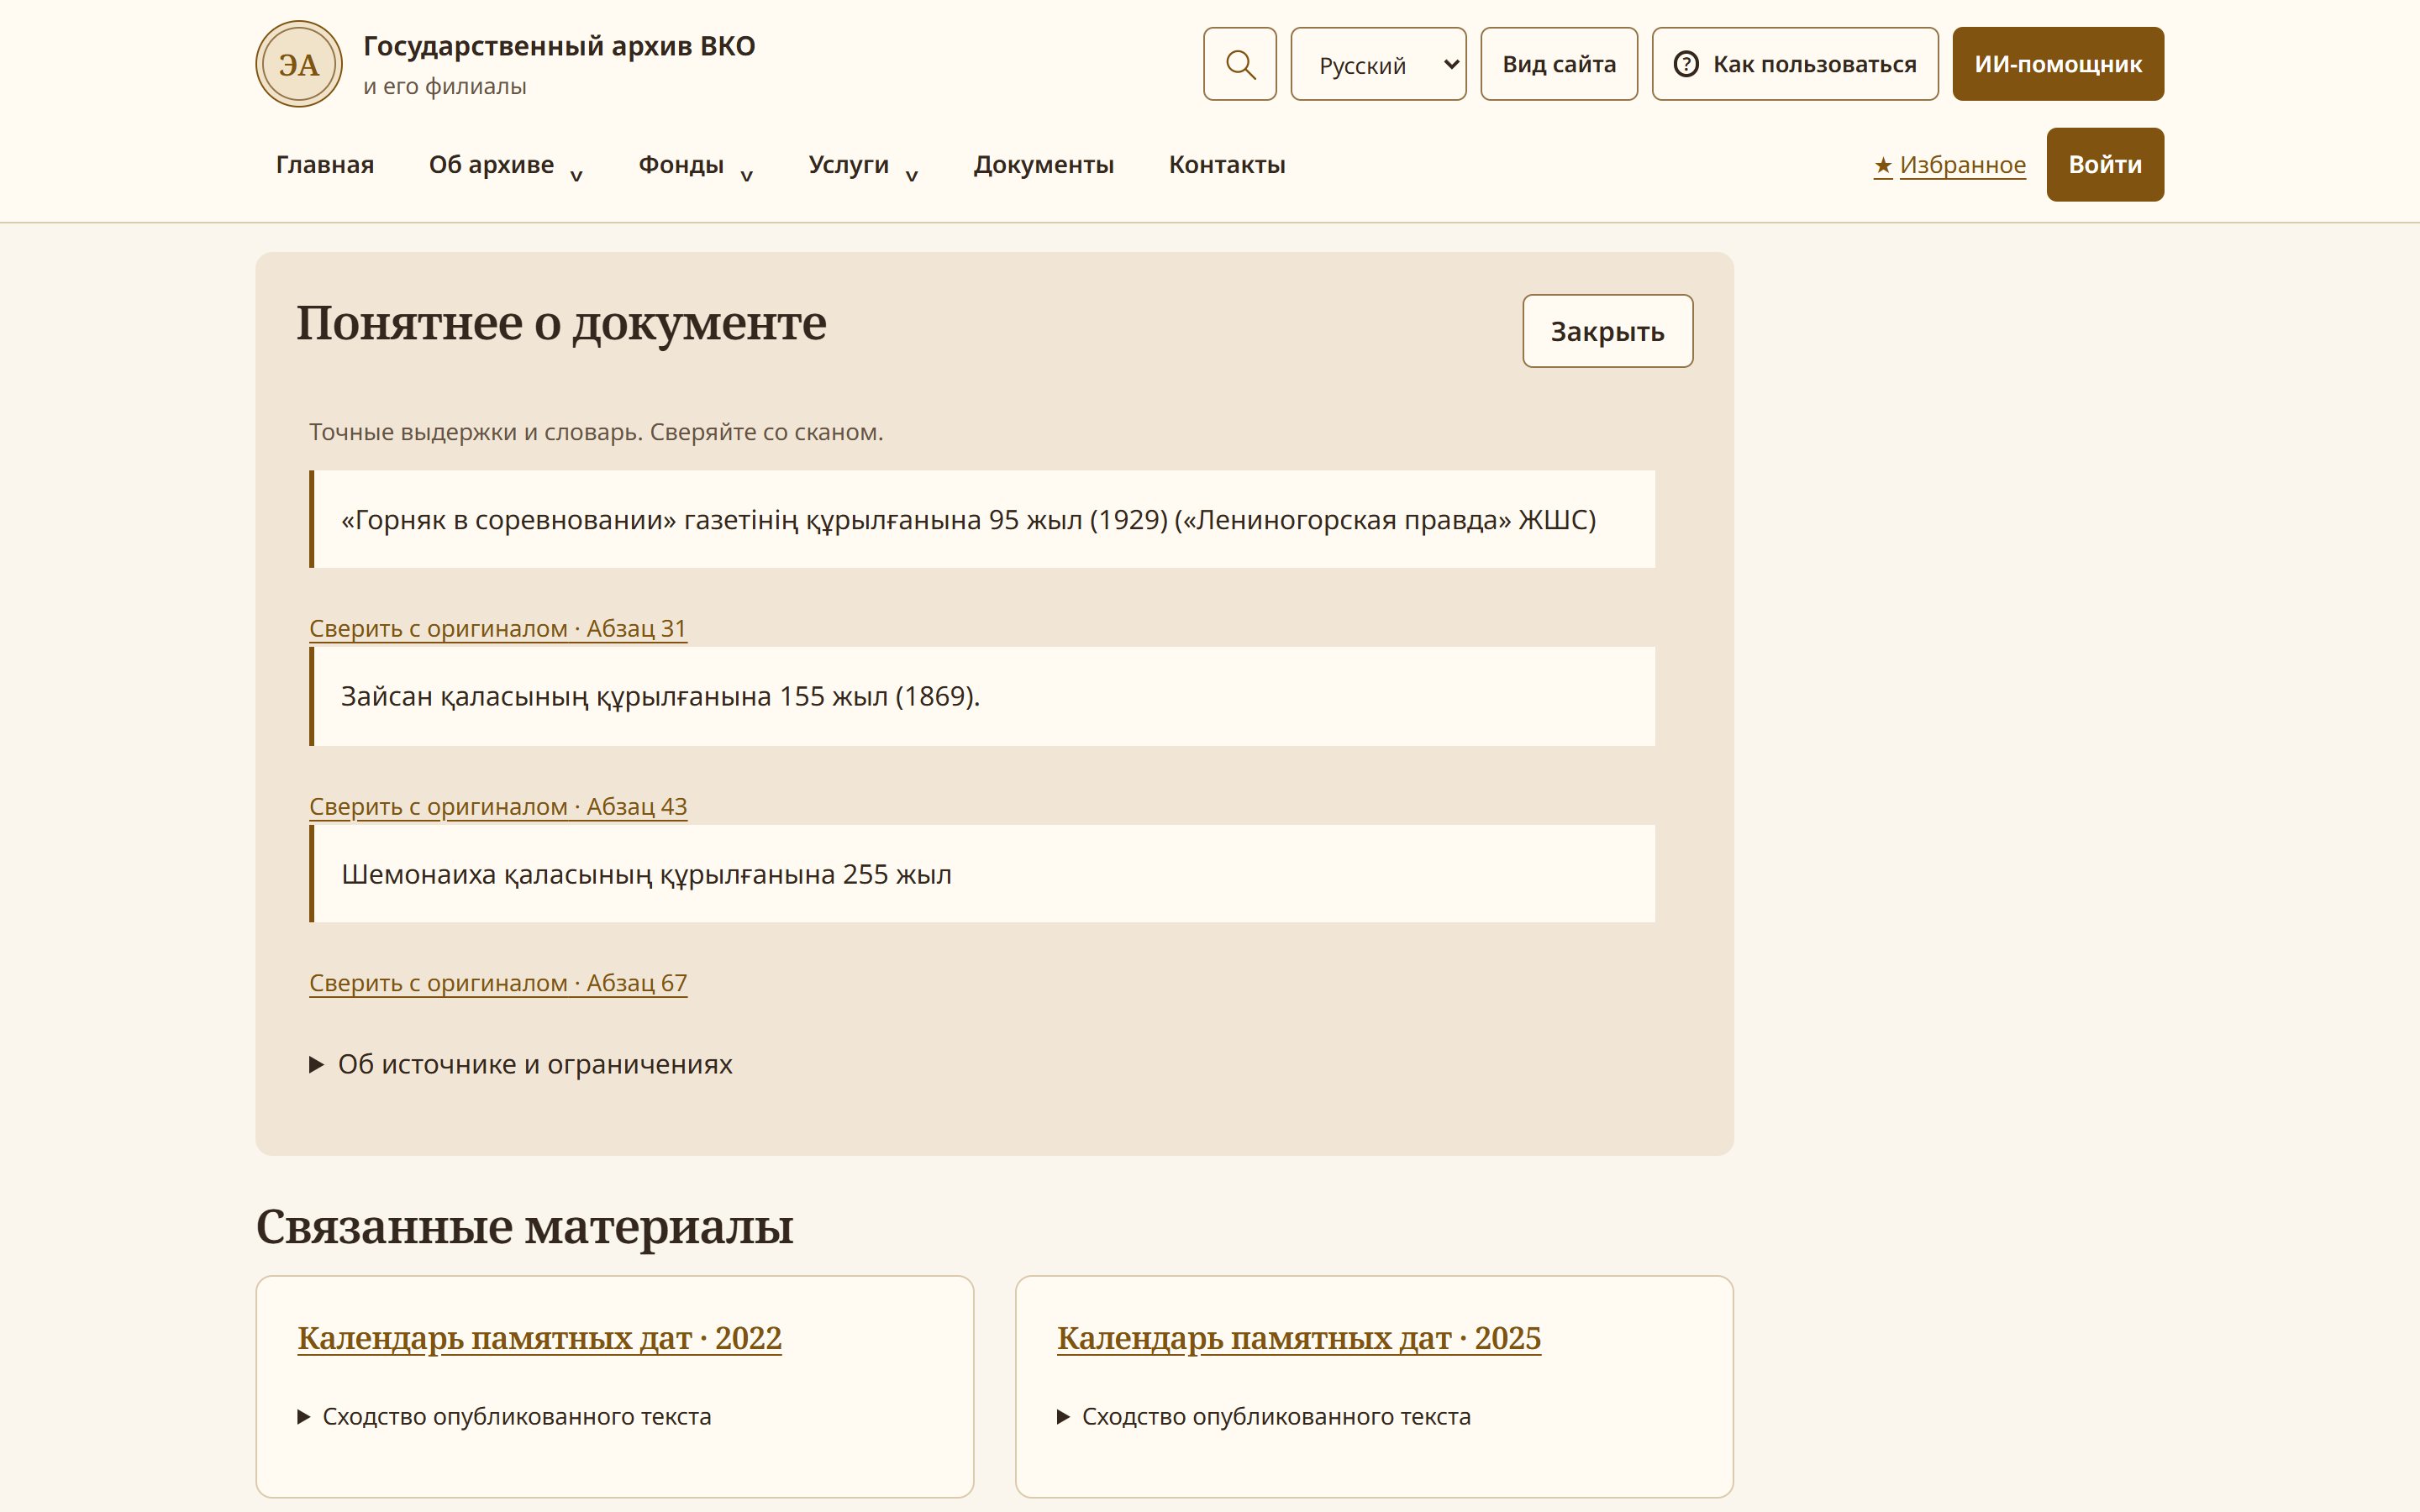 ЭА
Государственный архив ВКО
и его филиалы
Русский
Вид сайта
Как пользоваться
ИИ-помощник
Главная
Об архиве
Фонды
Услуги
Документы
Контакты
★ Избранное
Войти
Понятнее о документе
Закрыть
Точные выдержки и словарь. Сверяйте со сканом.
«Горняк в соревновании» газетінің құрылғанына 95 жыл (1929) («Лениногорская правда» ЖШС)
Сверить с оригиналом · Абзац 31
Зайсан қаласының құрылғанына 155 жыл (1869).
Сверить с оригиналом · Абзац 43
Шемонаиха қаласының құрылғанына 255 жыл
Сверить с оригиналом · Абзац 67
Об источнике и ограничениях
Связанные материалы
Календарь памятных дат · 2022
Календарь памятных дат · 2025
Сходство опубликованного текста
Сходство опубликованного текста